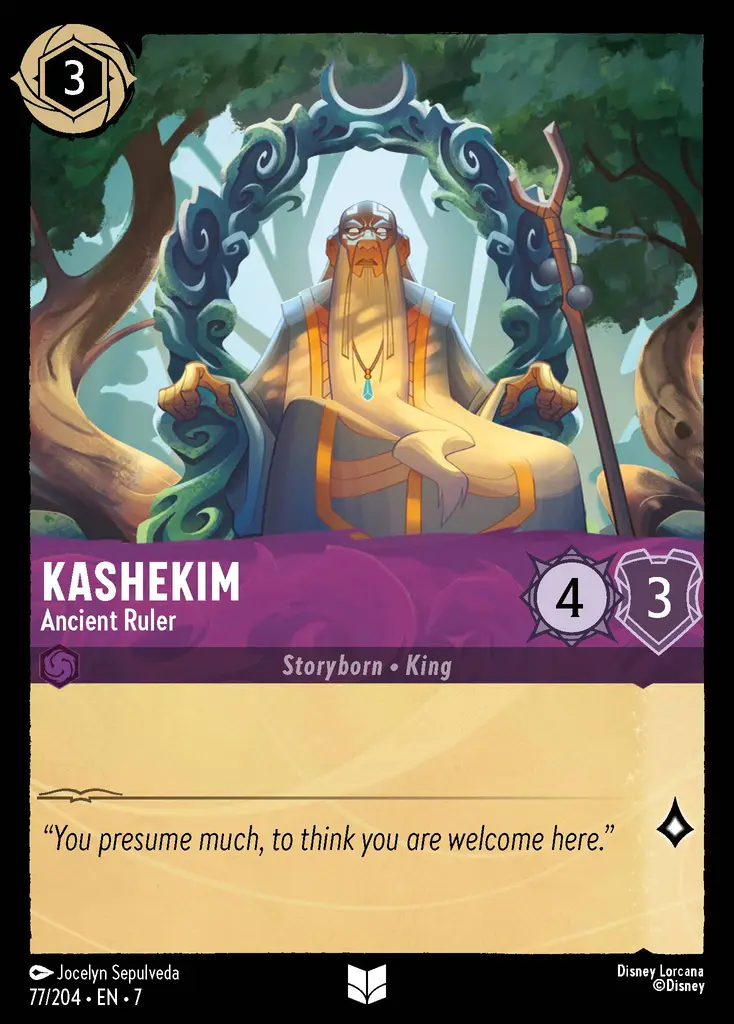 3
KASHEKIM
Ancient Ruler
4
3
Storyborn • King
“You presume much, to think you are welcome here.”
Jocelyn Sepulveda
77/204 • EN • 7
Disney Lorcana
©Disney